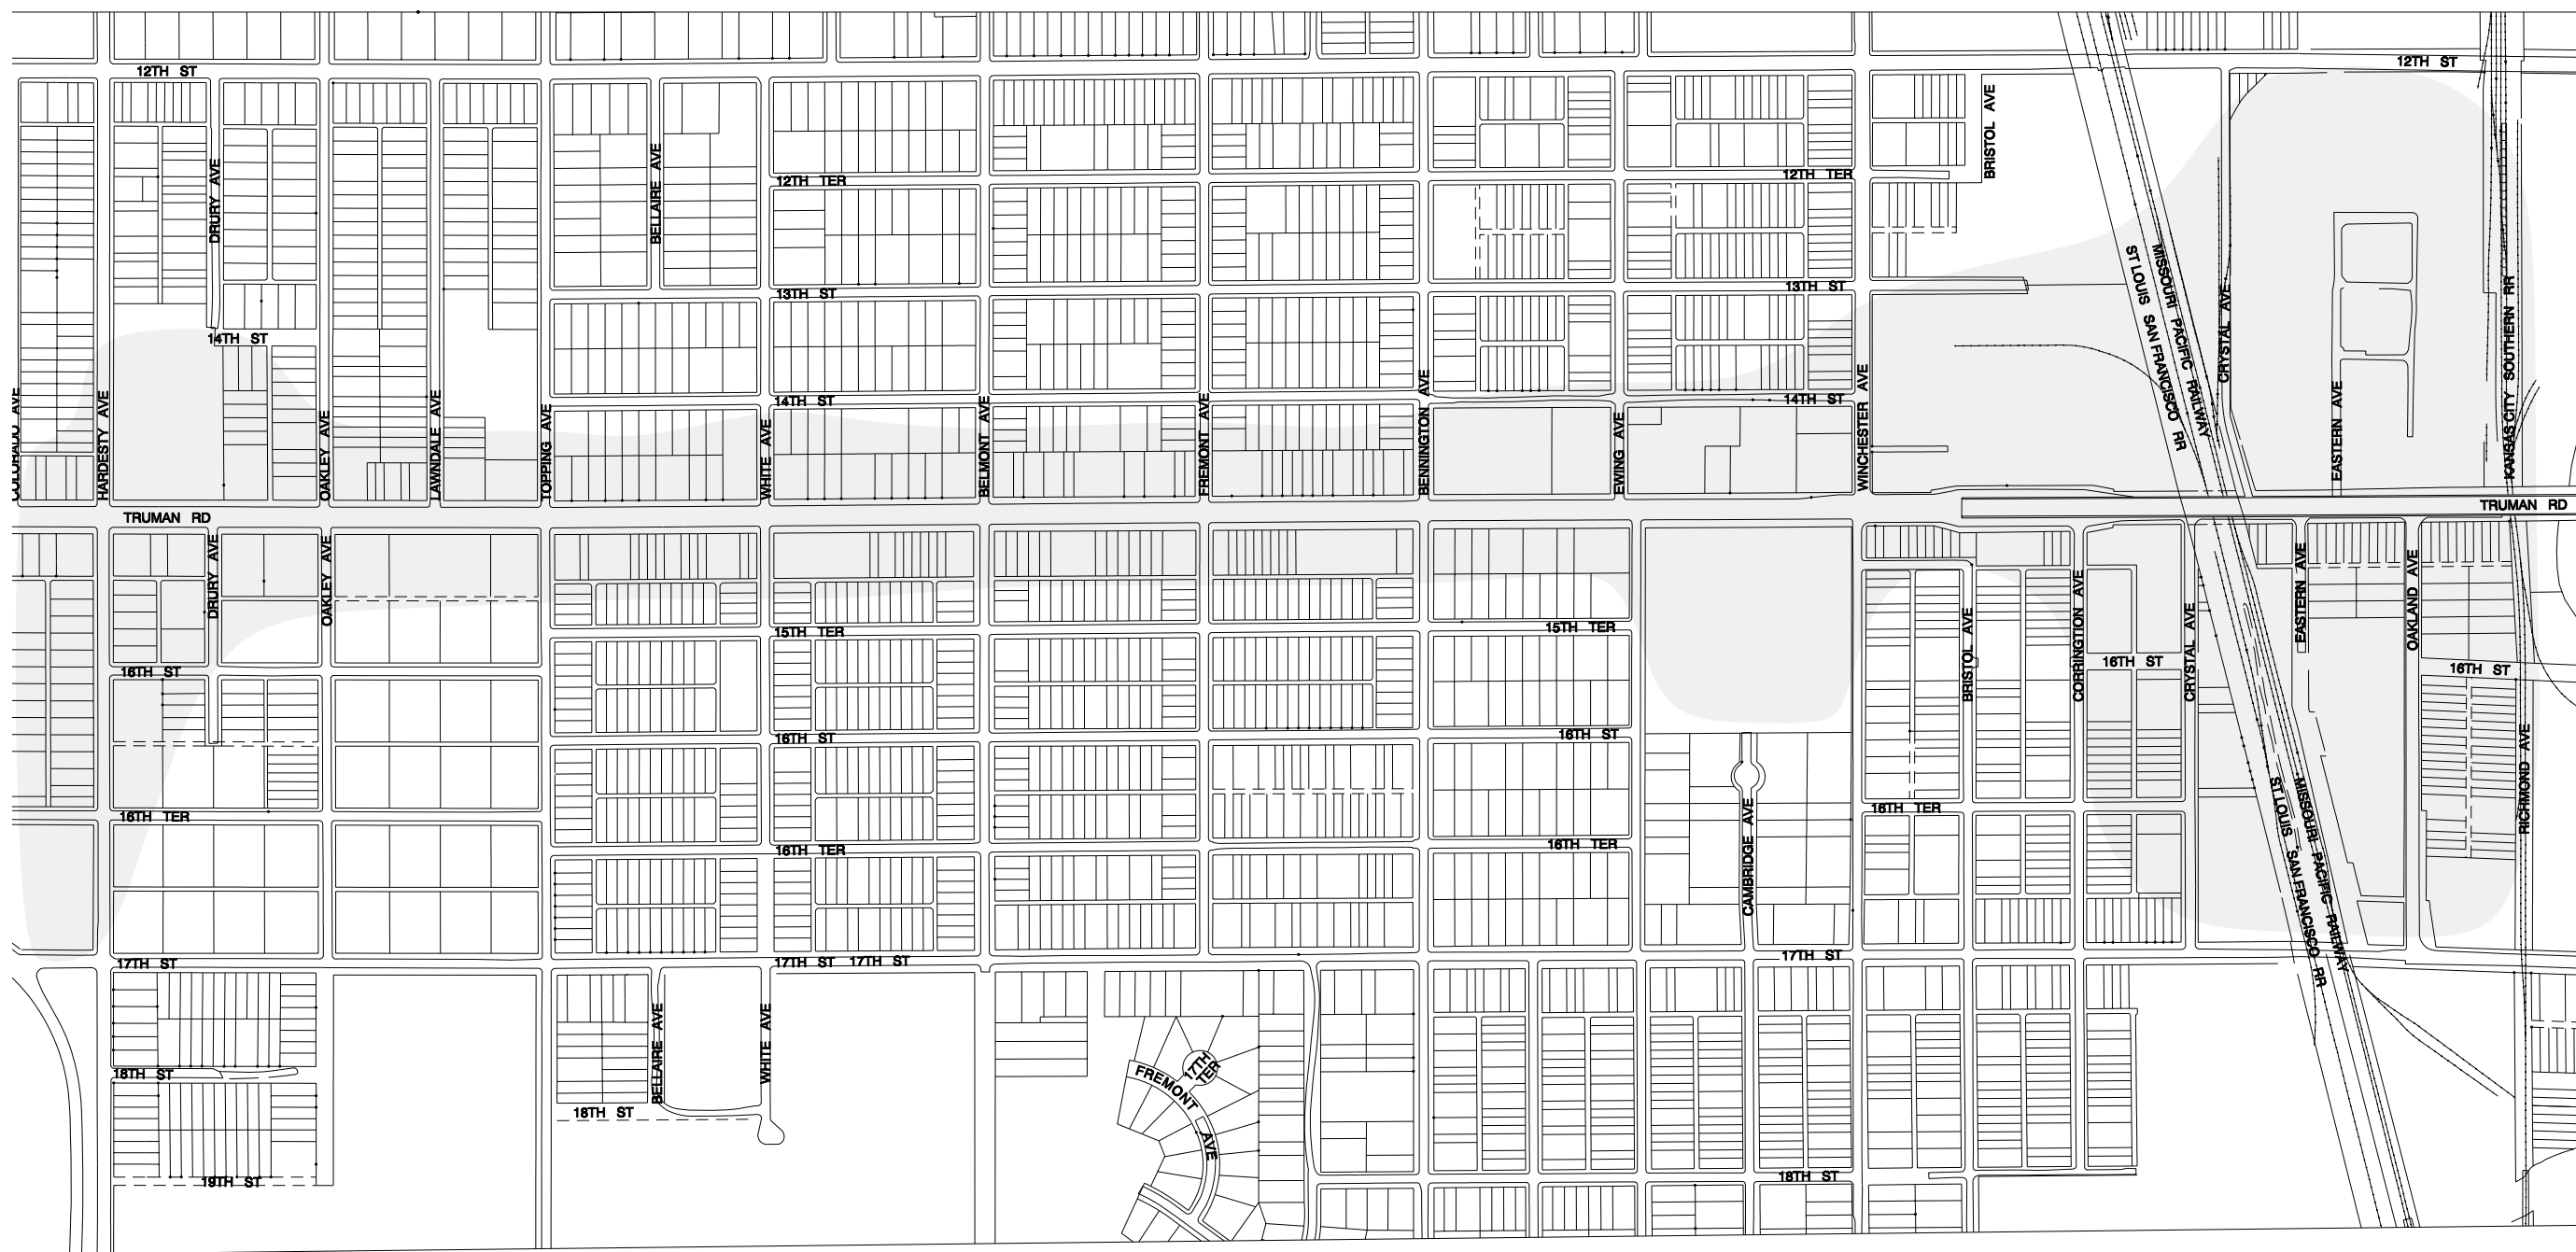 12TH ST
12TH ST
DRURY AVE
BELLAIRE AVE
12TH TER
12TH TER
BRISTOL AVE
13TH ST
13TH ST
14TH ST
14TH ST
14TH ST
COLORADO AVE
HARDESTY AVE
OAKLEY AVE
LAWNDALE AVE
TOPPING AVE
WHITE AVE
BELMONT AVE
FREMONT AVE
BENNINGTON AVE
EWING AVE
WINCHESTER AVE
ST LOUIS SAN FRANCISCO RR
MISSOURI PACIFIC RAILWAY
CRYSTAL AVE
EASTERN AVE
KANSAS CITY SOUTHERN RR
TRUMAN RD
TRUMAN RD
DRURY AVE
OAKLEY AVE
15TH TER
15TH TER
BRISTOL AVE
CORRINGTION AVE
CRYSTAL AVE
EASTERN AVE
OAKLAND AVE
16TH ST
16TH ST
16TH ST
16TH ST
16TH ST
RICHMOND AVE
16TH TER
16TH TER
16TH TER
16TH TER
CAMBRIDGE AVE
ST LOUIS SAN FRANCISCO RR
MISSOURI PACIFIC RAILWAY
17TH ST
17TH ST 17TH ST
17TH ST
BELLAIRE AVE
WHITE AVE
17TH
TER
FREMONT AVE
18TH ST
18TH ST
18TH ST
19TH ST